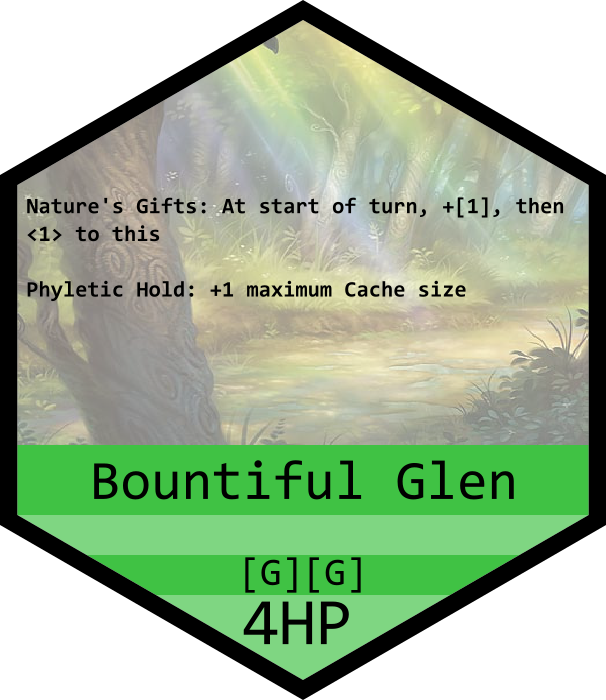 Nature's Gifts: At start of turn, +[1], then
<1> to this
Phyletic Hold: +1 maximum Cache size
Bountiful Glen
[G][G]
4HP